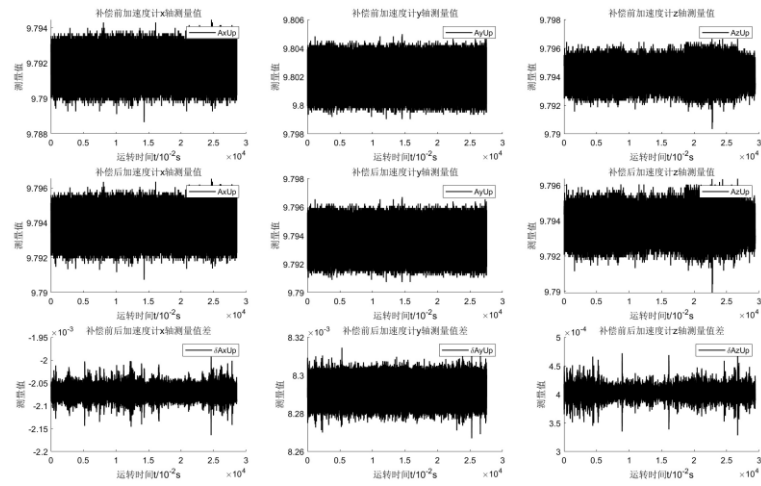 补偿前加速度计x轴测量值
9.794
9.792
9.79
9.788
测量值
AxUp
0 0.5 1 1.5 2 2.5 3
运转时间t/10⁻²s
×10⁴
补偿前加速度计y轴测量值
9.806
9.804
9.802
9.8
9.798
测量值
AyUp
0 0.5 1 1.5 2 2.5 3
运转时间t/10⁻²s
×10⁴
补偿前加速度计z轴测量值
9.798
9.796
9.794
9.792
9.79
测量值
AzUp
0 0.5 1 1.5 2 2.5 3
运转时间t/10⁻²s
×10⁴
补偿后加速度计x轴测量值
9.796
9.794
9.792
9.79
测量值
AxUp
0 0.5 1 1.5 2 2.5 3
运转时间t/10⁻²s
×10⁴
补偿后加速度计y轴测量值
9.798
9.796
9.794
9.792
9.79
测量值
AyUp
0 0.5 1 1.5 2 2.5 3
运转时间t/10⁻²s
×10⁴
补偿后加速度计z轴测量值
9.796
9.794
9.792
9.79
测量值
AzUp
0 0.5 1 1.5 2 2.5 3
运转时间t/10⁻²s
×10⁴
补偿前后加速度计x轴测量值差
×10⁻³
-1.95
-2
-2.05
-2.1
-2.15
-2.2
测量值
δAxUp
0 0.5 1 1.5 2 2.5 3
运转时间t/10⁻²s
×10⁴
补偿前后加速度计y轴测量值差
×10⁻³
8.32
8.3
8.28
8.26
测量值
δAyUp
0 0.5 1 1.5 2 2.5 3
运转时间t/10⁻²s
×10⁴
补偿前后加速度计z轴测量值差
×10⁻⁴
5
4.5
4
3.5
3
测量值
δAzUp
0 0.5 1 1.5 2 2.5 3
运转时间t/10⁻²s
×10⁴